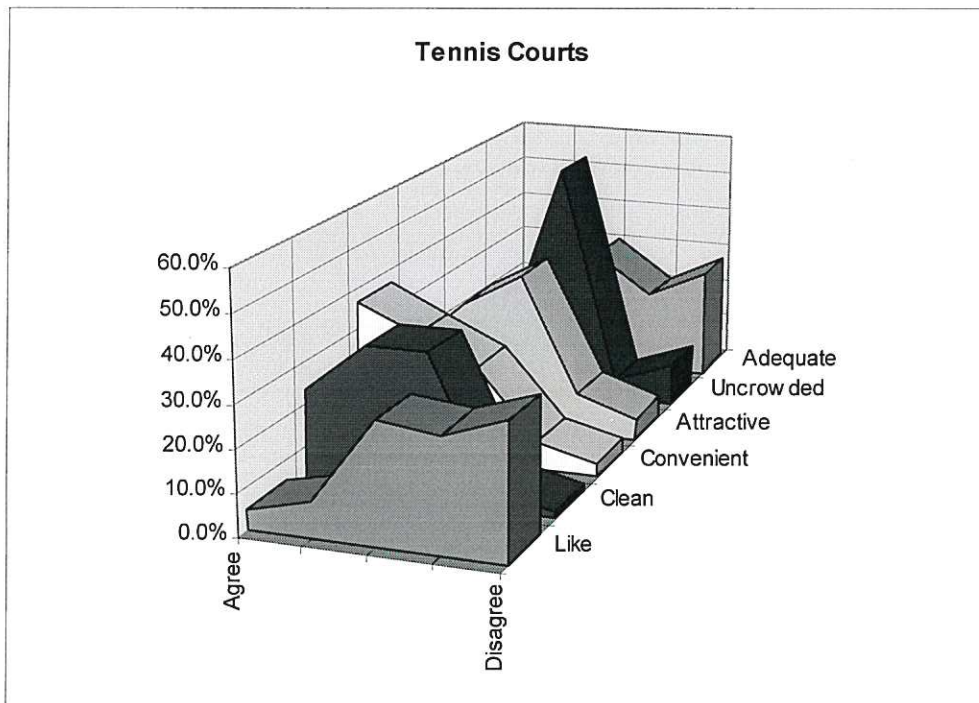 Tennis Courts
60.0%
50.0%
40.0%
30.0%
20.0%
10.0%
0.0%
Agree
Disagree
Adequate
Uncrow ded
Attractive
Convenient
Clean
Like